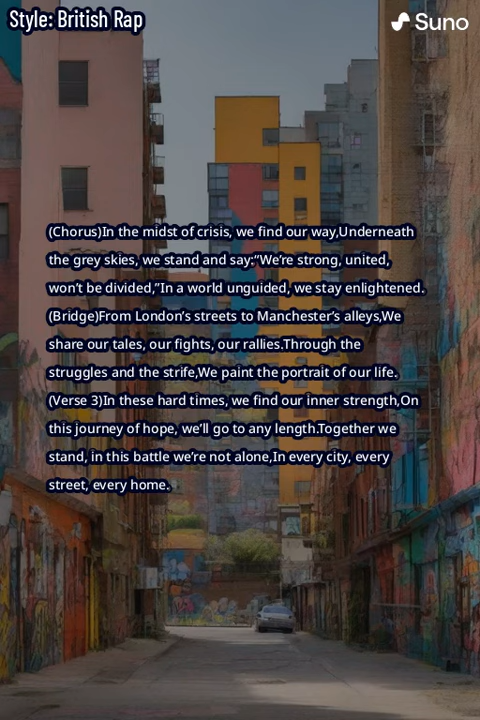 Style: British Rap
Suno
(Chorus)In the midst of crisis, we find our way,Underneath
the grey skies, we stand and say:“We’re strong, united,
won’t be divided,”In a world unguided, we stay enlightened.
(Bridge)From London’s streets to Manchester’s alleys,We
share our tales, our fights, our rallies.Through the
struggles and the strife,We paint the portrait of our life.
(Verse 3)In these hard times, we find our inner strength,On
this journey of hope, we’ll go to any length.Together we
stand, in this battle we’re not alone,In every city, every
street, every home.